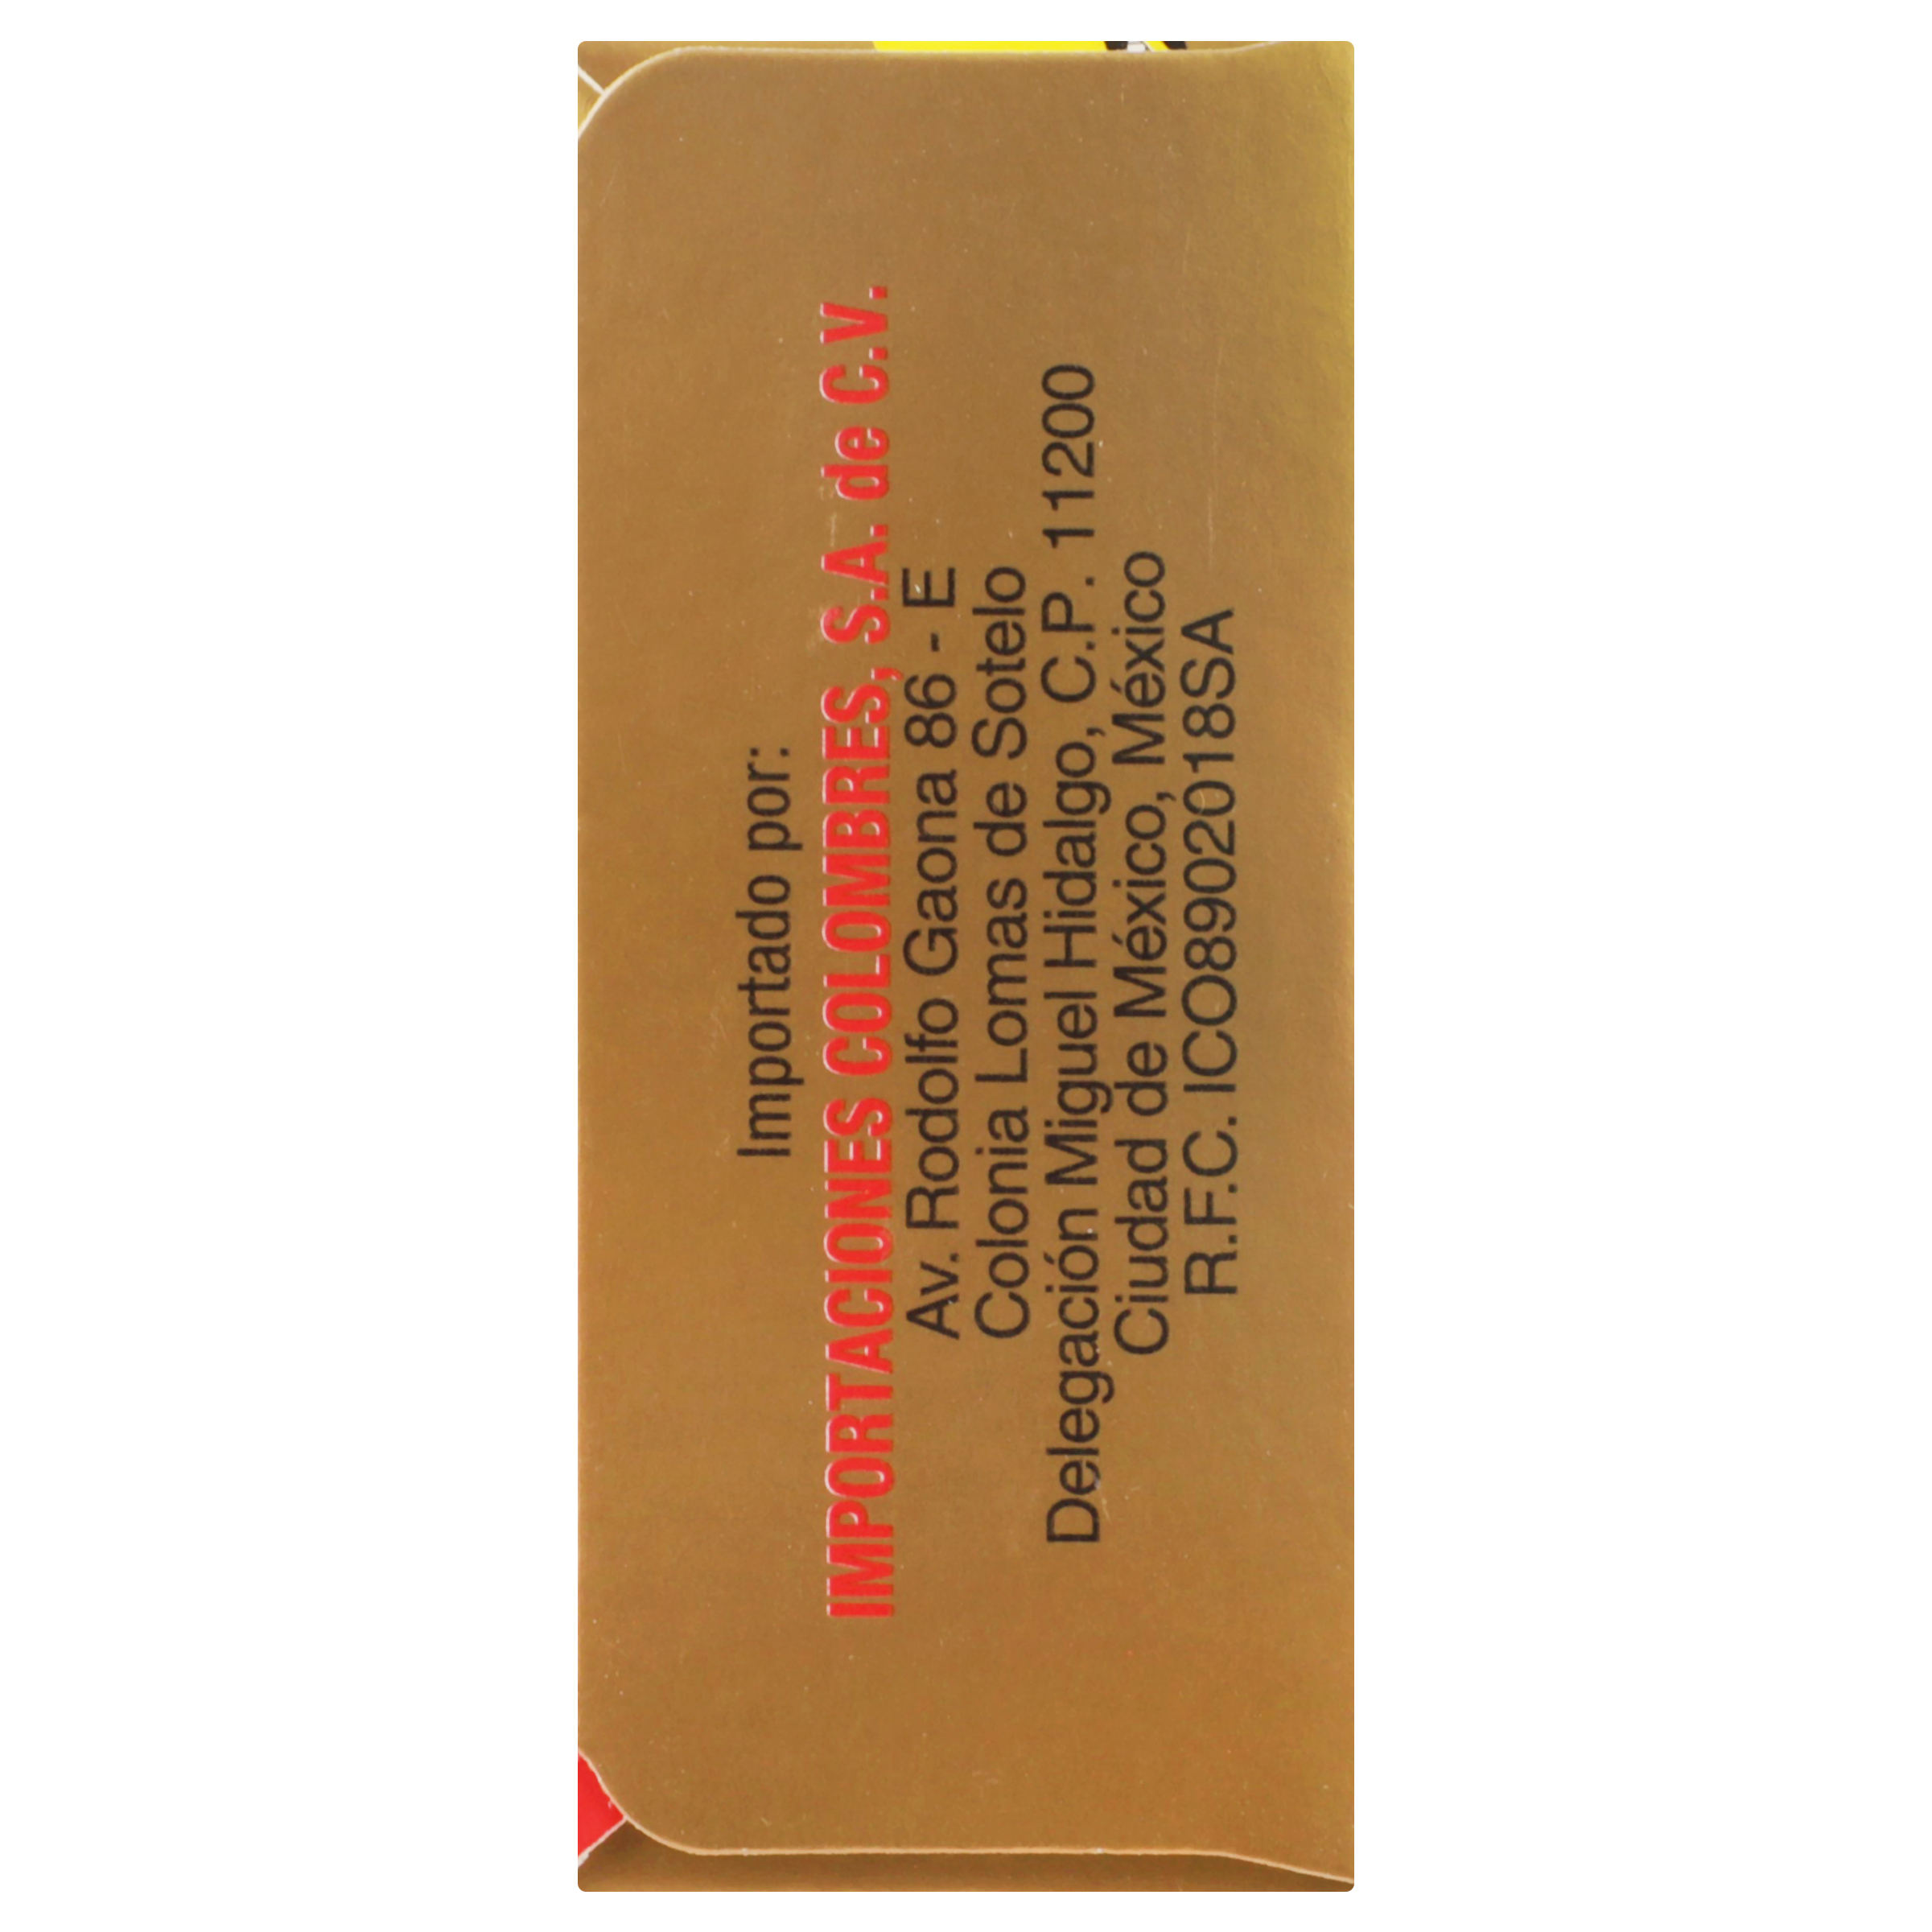 Importado por:
IMPORTACIONES COLOMBRES, S.A. de C.V.
Av. Rodolfo Gaona 86 - E
Colonia Lomas de Sotelo
Delegación Miguel Hidalgo, C.P. 11200
Ciudad de México, México
R.F.C. ICO8902018SA